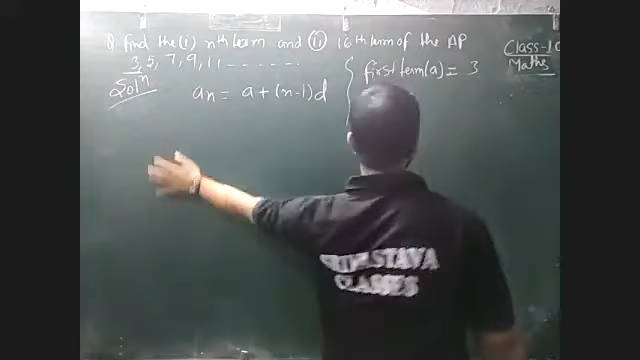 Q Find the (i) nth term and (ii) 16th term of the AP
3, 5, 7, 9, 11 - - - - - - .
Solⁿ
an = a + (n-1)d
first term(a) = 3
Class-10
Maths
SRIVASTAVA
CLASSES